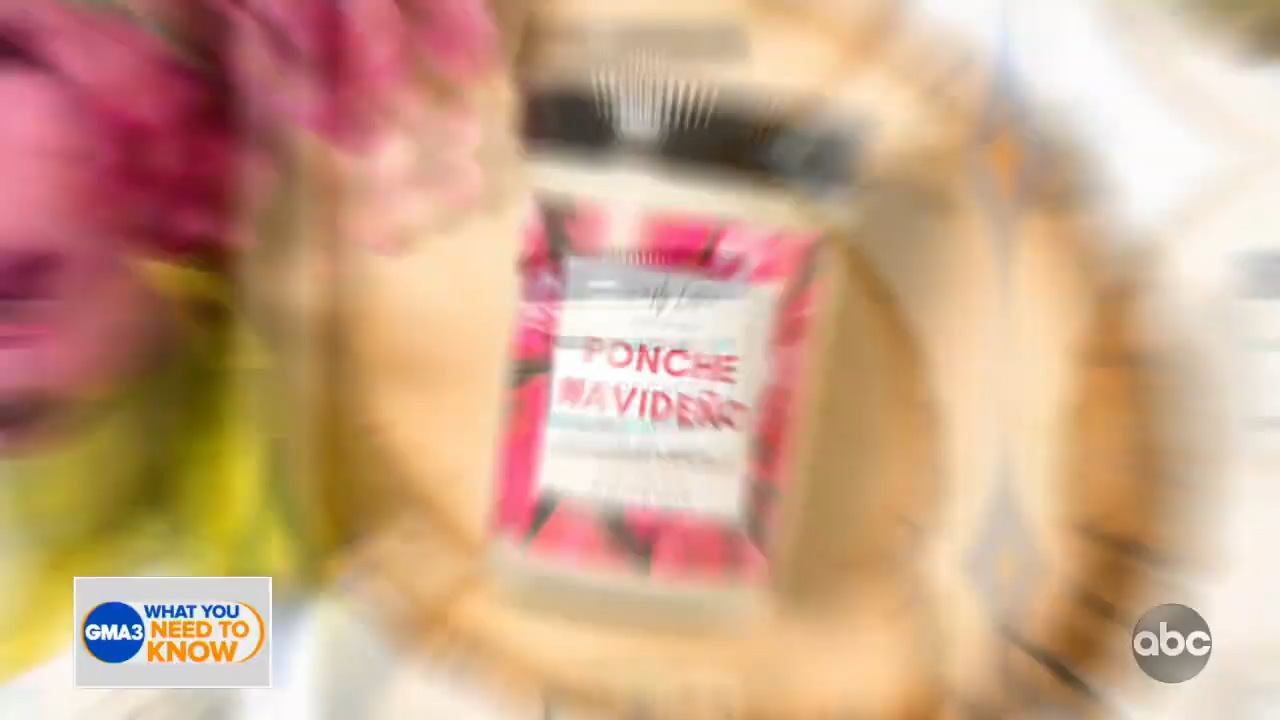 PONCHE
NAVIDEÑO
GMA3
WHAT YOU
NEED TO
KNOW
abc